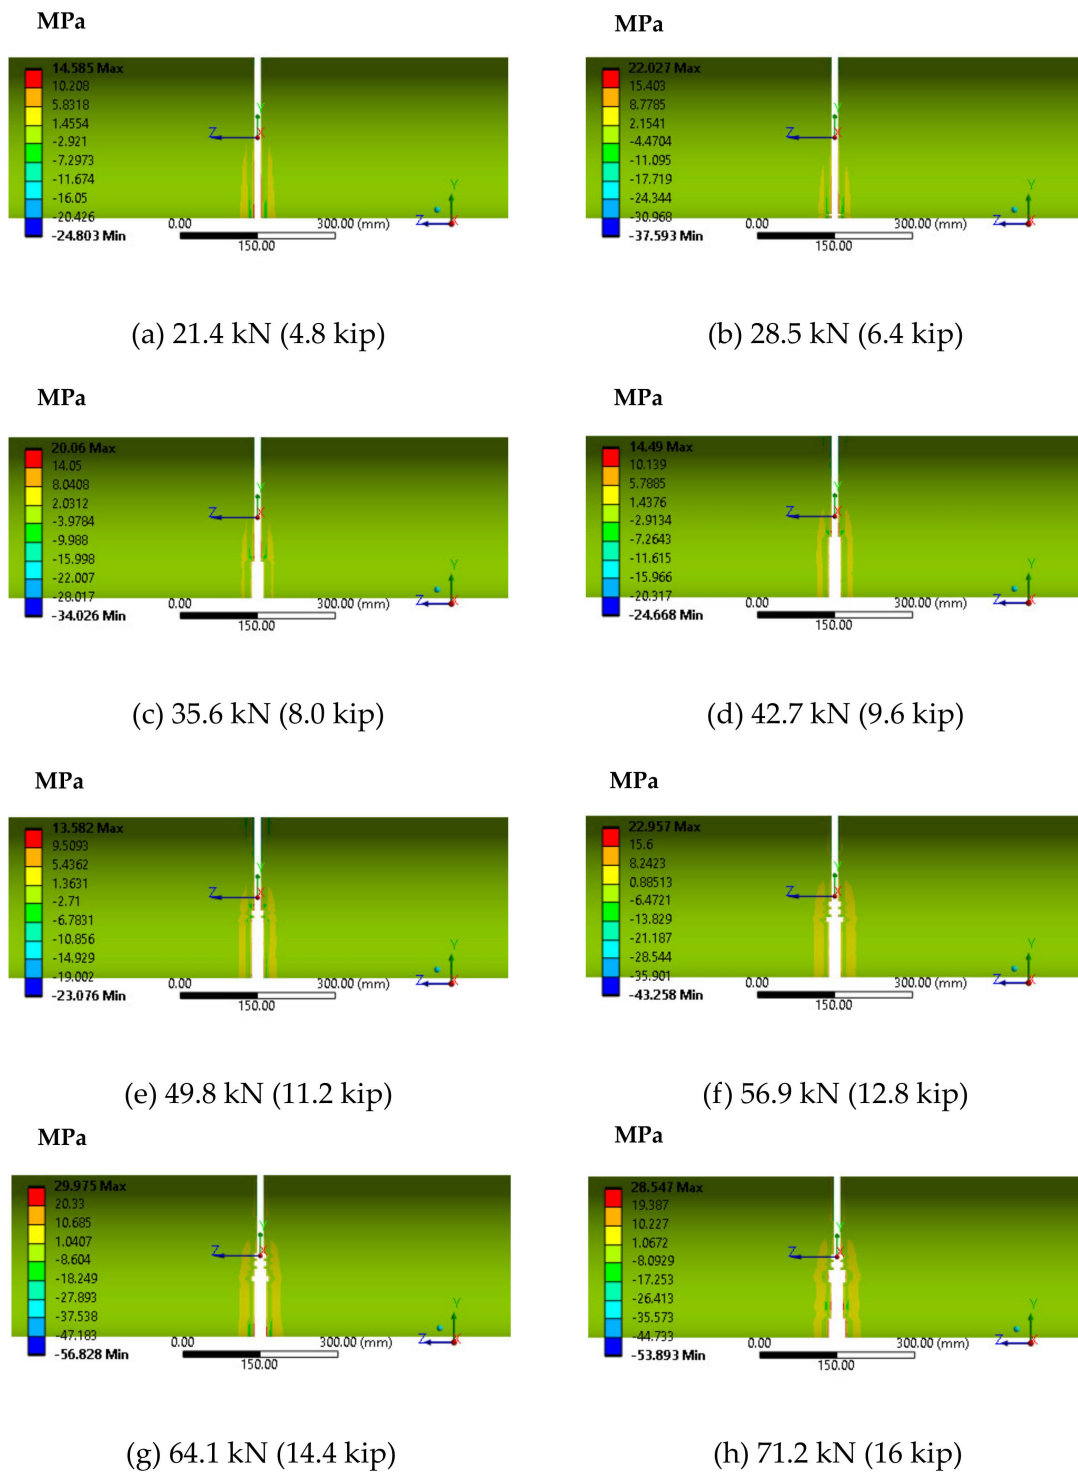 MPa
14.585 Max
10.208
5.8318
1.4554
-2.921
-7.2973
-11.674
-16.05
-20.426
-24.803 Min
Y
Z
X
Y
Z
X
0.00
300.00 (mm)
150.00
(a) 21.4 kN (4.8 kip)
MPa
22.027 Max
15.403
8.7785
2.1541
-4.4704
-11.095
-17.719
-24.344
-30.968
-37.593 Min
Y
Z
X
Y
Z
X
0.00
300.00 (mm)
150.00
(b) 28.5 kN (6.4 kip)
MPa
20.06 Max
14.05
8.0408
2.0312
-3.9784
-9.988
-15.998
-22.007
-28.017
-34.026 Min
Y
Z
X
Y
Z
X
0.00
300.00 (mm)
150.00
(c) 35.6 kN (8.0 kip)
MPa
14.49 Max
10.139
5.7885
1.4376
-2.9134
-7.2643
-11.615
-15.966
-20.317
-24.668 Min
Y
Z
X
Y
Z
X
0.00
300.00 (mm)
150.00
(d) 42.7 kN (9.6 kip)
MPa
13.582 Max
9.5093
5.4362
1.3631
-2.71
-6.7831
-10.856
-14.929
-19.002
-23.076 Min
Y
Z
X
Y
Z
X
0.00
300.00 (mm)
150.00
(e) 49.8 kN (11.2 kip)
MPa
22.957 Max
15.6
8.2423
0.88513
-6.4721
-13.829
-21.187
-28.544
-35.901
-43.258 Min
Y
Z
X
Y
Z
X
0.00
300.00 (mm)
150.00
(f) 56.9 kN (12.8 kip)
MPa
29.975 Max
20.33
10.685
1.0407
-8.604
-18.249
-27.893
-37.538
-47.183
-56.828 Min
Y
Z
X
Y
Z
X
0.00
300.00 (mm)
150.00
(g) 64.1 kN (14.4 kip)
MPa
28.547 Max
19.387
10.227
1.0672
-8.0929
-17.253
-26.413
-35.573
-44.733
-53.893 Min
Y
Z
X
Y
Z
X
0.00
300.00 (mm)
150.00
(h) 71.2 kN (16 kip)